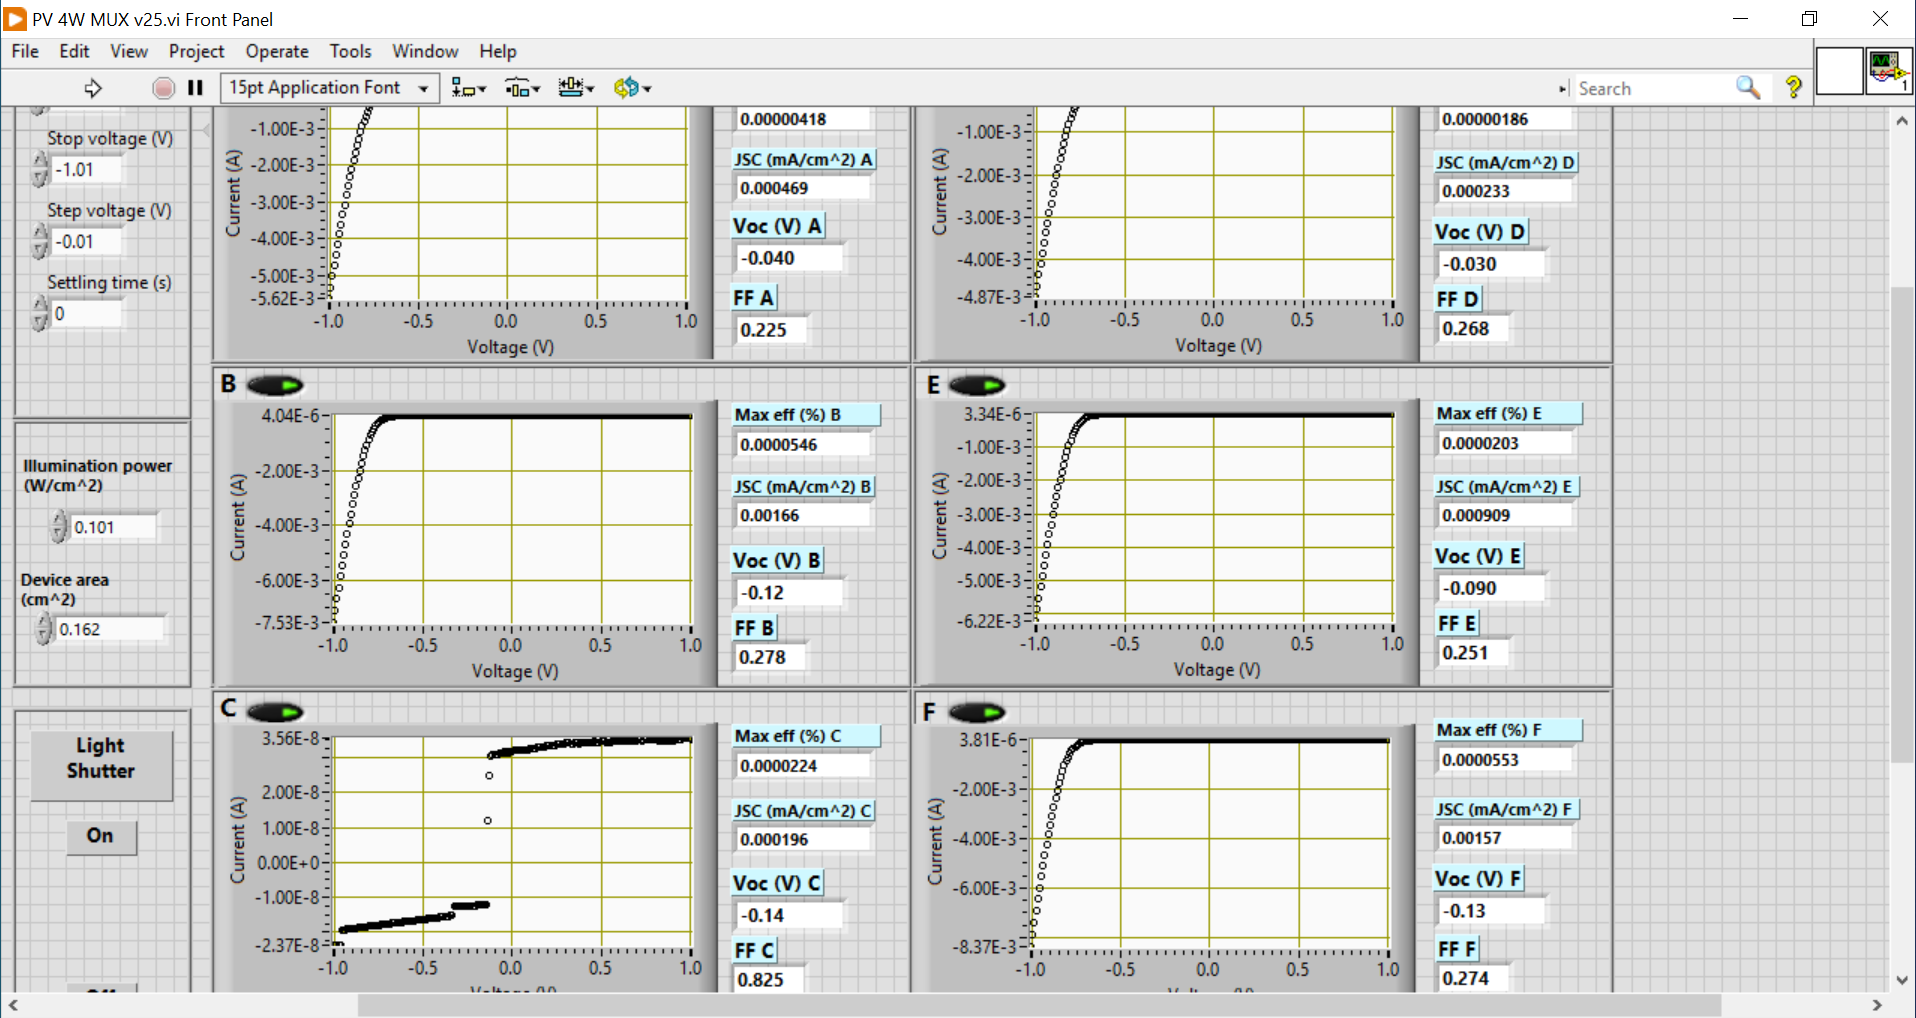 PV 4W MUX v25.vi Front Panel
File Edit View Project Operate Tools Window Help
15pt Application Font
Search
?
1
Stop voltage (V)
-1.01
Step voltage (V)
-0.01
Settling time (s)
0
Illumination power
(W/cm^2)
0.101
Device area
(cm^2)
0.162
Light
Shutter
On
Current (A)
-1.00E-3
-2.00E-3
-3.00E-3
-4.00E-3
-5.00E-3
-5.62E-3
-1.0 -0.5 0.0 0.5 1.0
Voltage (V)
0.00000418
JSC (mA/cm^2) A
0.000469
Voc (V) A
-0.040
FF A
0.225
Current (A)
-1.00E-3
-2.00E-3
-3.00E-3
-4.00E-3
-4.87E-3
-1.0 -0.5 0.0 0.5 1.0
Voltage (V)
0.00000186
JSC (mA/cm^2) D
0.000233
Voc (V) D
-0.030
FF D
0.268
B
Current (A)
4.04E-6
-2.00E-3
-4.00E-3
-6.00E-3
-7.53E-3
-1.0 -0.5 0.0 0.5 1.0
Voltage (V)
Max eff (%) B
0.0000546
JSC (mA/cm^2) B
0.00166
Voc (V) B
-0.12
FF B
0.278
E
Current (A)
3.34E-6
-1.00E-3
-2.00E-3
-3.00E-3
-4.00E-3
-5.00E-3
-6.22E-3
-1.0 -0.5 0.0 0.5 1.0
Voltage (V)
Max eff (%) E
0.0000203
JSC (mA/cm^2) E
0.000909
Voc (V) E
-0.090
FF E
0.251
C
Current (A)
3.56E-8
2.00E-8
1.00E-8
0.00E+0
-1.00E-8
-2.37E-8
-1.0 -0.5 0.0 0.5 1.0
Max eff (%) C
0.0000224
JSC (mA/cm^2) C
0.000196
Voc (V) C
-0.14
FF C
0.825
F
Current (A)
3.81E-6
-2.00E-3
-4.00E-3
-6.00E-3
-8.37E-3
-1.0 -0.5 0.0 0.5 1.0
Max eff (%) F
0.0000553
JSC (mA/cm^2) F
0.00157
Voc (V) F
-0.13
FF F
0.274